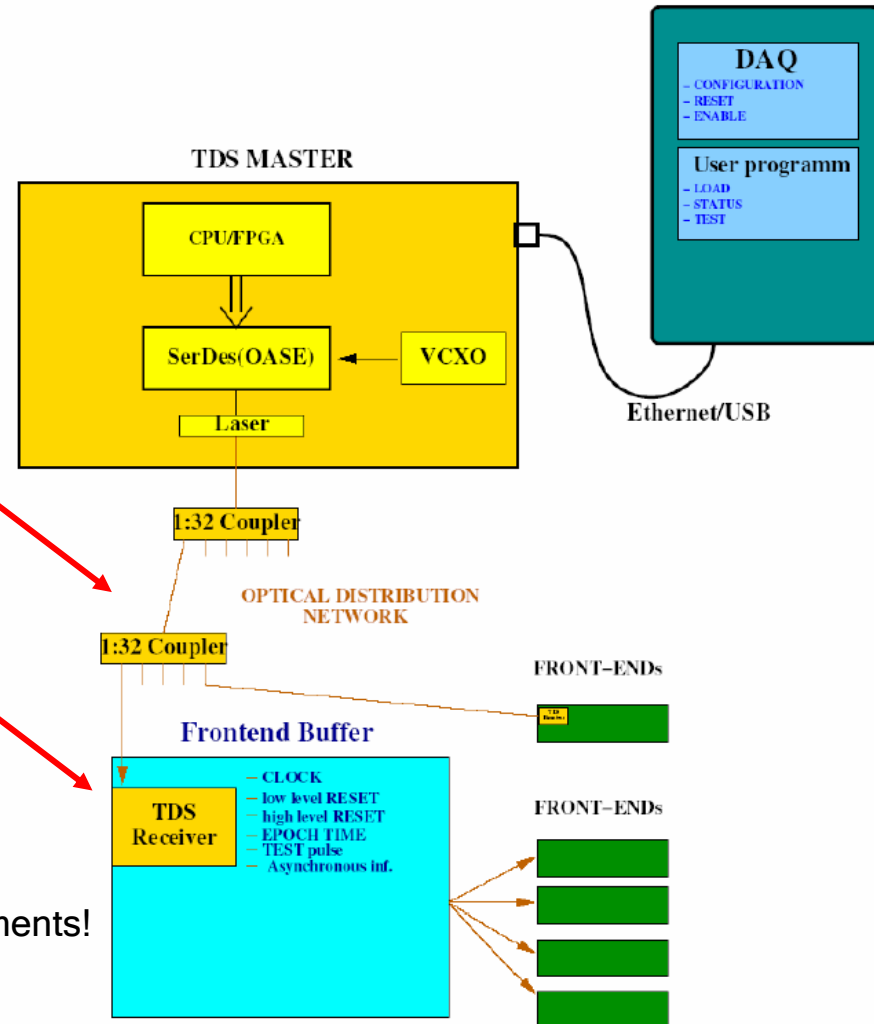 DAQ
– CONFIGURATION
– RESET
– ENABLE
User programm
– LOAD
– STATUS
– TEST
TDS MASTER
CPU/FPGA
SerDes(OASE)
VCXO
Laser
Ethernet/USB
1:32 Coupler
OPTICAL DISTRIBUTION
NETWORK
1:32 Coupler
FRONT–ENDs
TDS
Receiver
Frontend Buffer
TDS
Receiver
– CLOCK
– low level RESET
– high level RESET
– EPOCH TIME
– TEST pulse
– Asynchronous inf.
FRONT–ENDs
nents!